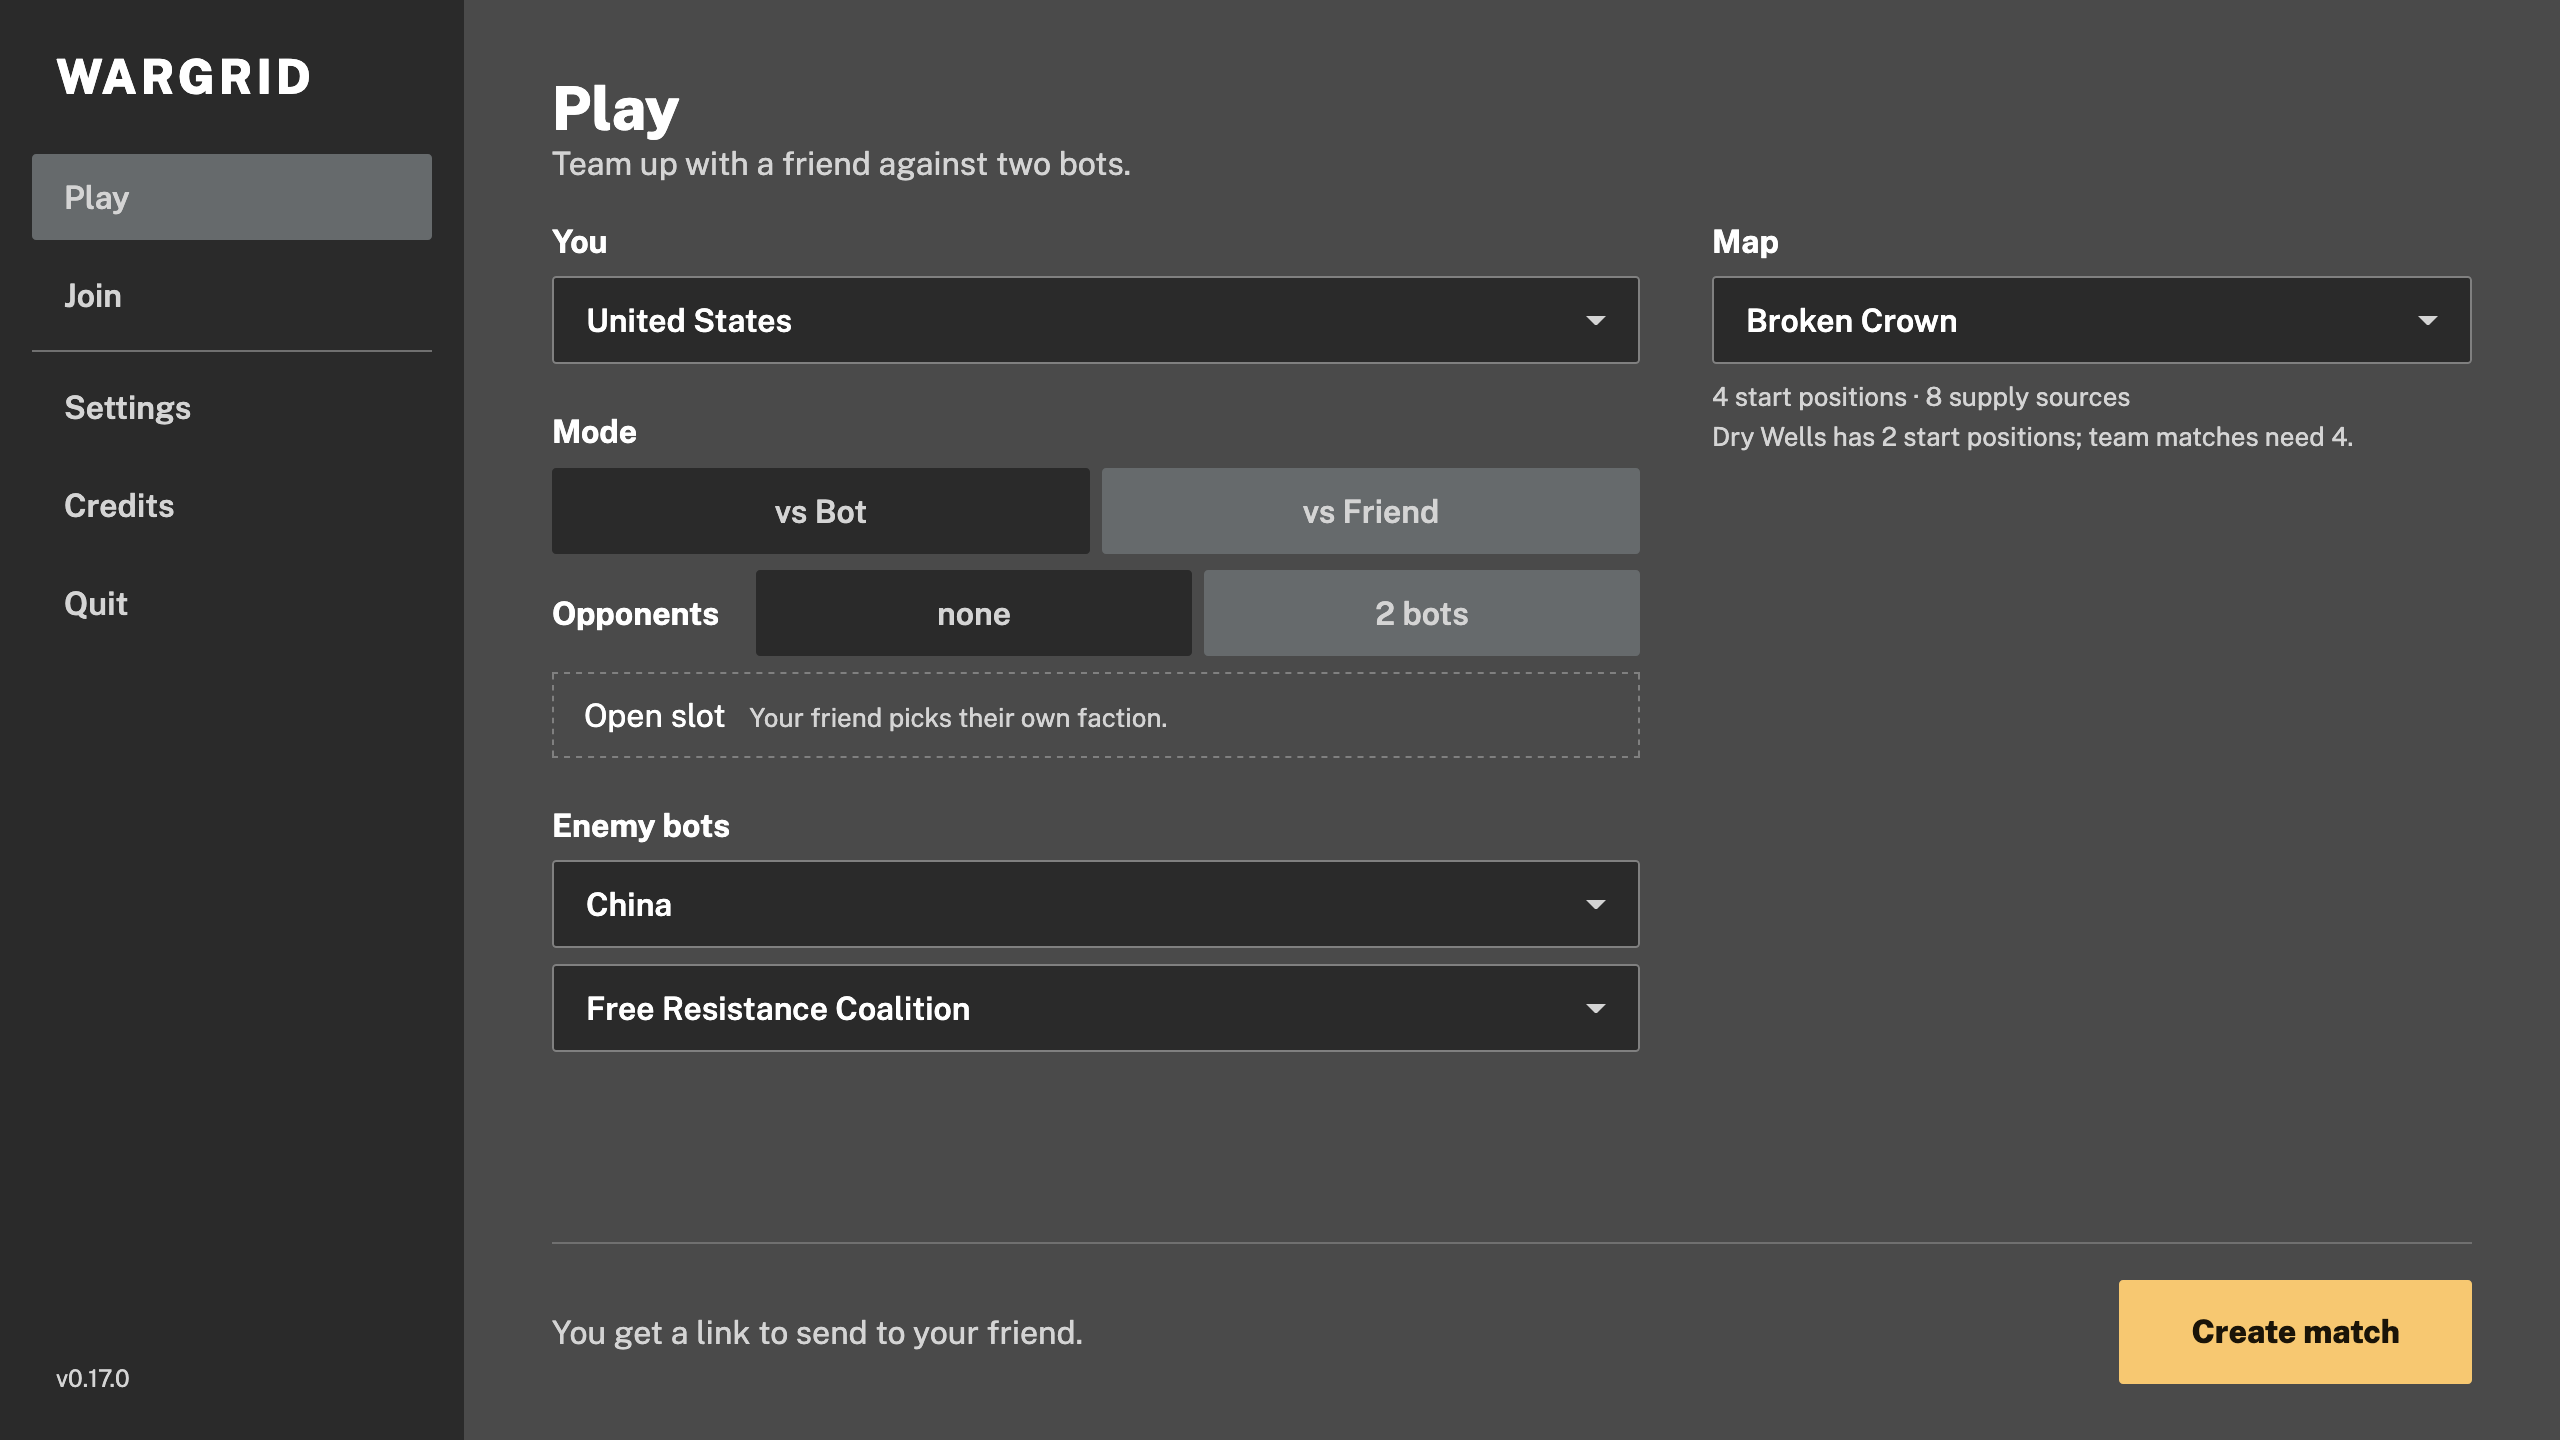 WARGRID
Play
Join
Settings
Credits
Quit
v0.17.0
Play
Team up with a friend against two bots.
You
United States
Mode
vs Bot
vs Friend
Opponents
none
2 bots
Open slot Your friend picks their own faction.
Enemy bots
China
Free Resistance Coalition
Map
Broken Crown
4 start positions · 8 supply sources
Dry Wells has 2 start positions; team matches need 4.
You get a link to send to your friend.
Create match